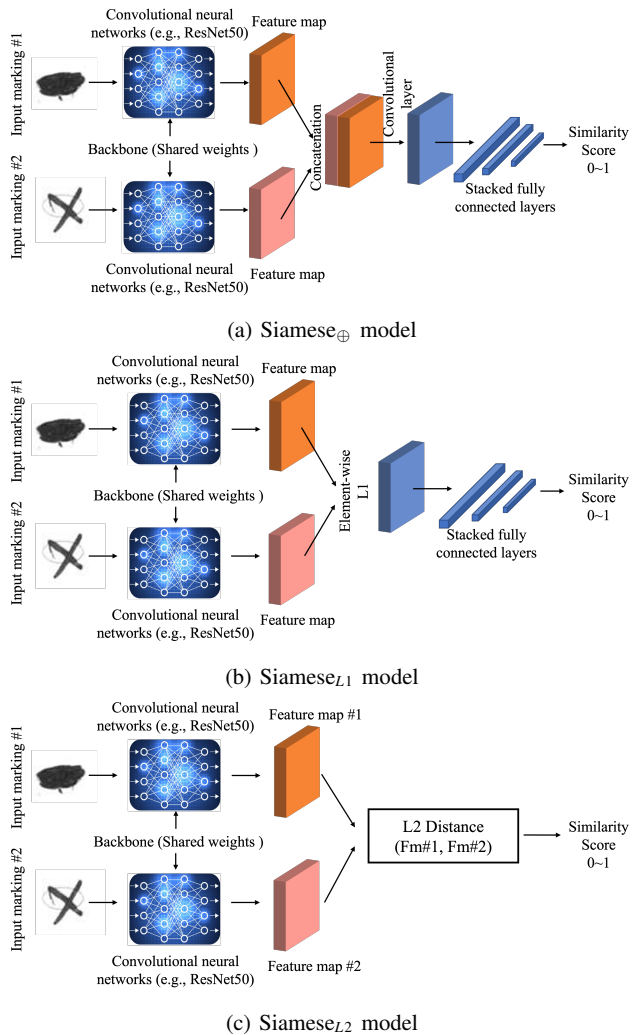 Convolutional neural
networks (e.g., ResNet50)
Feature map
Input marking #1
Backbone (Shared weights )
Input marking #2
Convolutional neural
networks (e.g., ResNet50)
Feature map
Concatenation
Convolutional
layer
Stacked fully
connected layers
Similarity
Score
0~1
(a) Siamese⊕ model
Convolutional neural
networks (e.g., ResNet50)
Feature map
Input marking #1
Backbone (Shared weights )
Input marking #2
Convolutional neural
networks (e.g., ResNet50)
Feature map
Element-wise
L1
Stacked fully
connected layers
Similarity
Score
0~1
(b) SiameseL1 model
Convolutional neural
networks (e.g., ResNet50)
Feature map #1
Input marking #1
Backbone (Shared weights )
Input marking #2
Convolutional neural
networks (e.g., ResNet50)
Feature map #2
L2 Distance
(Fm#1, Fm#2)
Similarity
Score
0~1
(c) SiameseL2 model